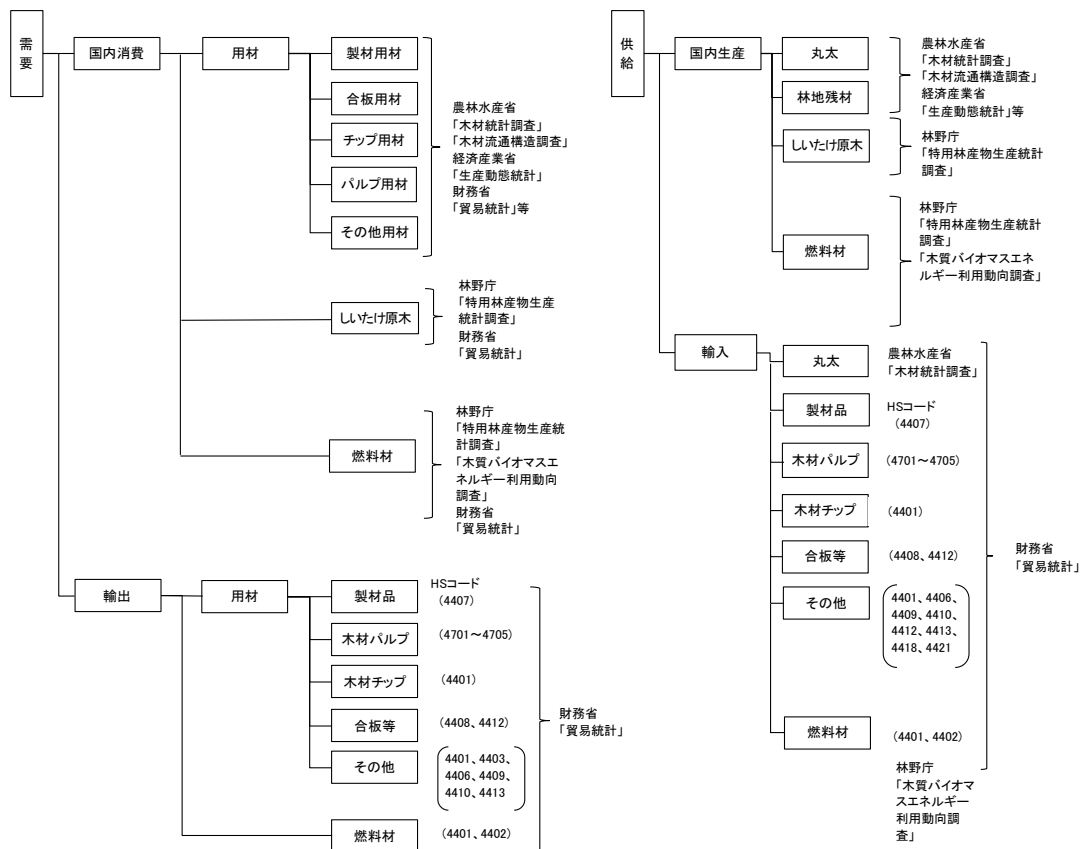 需
要
国内消費
用材
製材用材
合板用材
チップ用材
パルプ用材
その他用材
農林水産省
「木材統計調査」
「木材流通構造調査」
経済産業省
「生産動態統計」
財務省
「貿易統計」等
しいたけ原木
林野庁
「特用林産物生産
統計調査」
財務省
「貿易統計」
燃料材
林野庁
「特用林産物生産統
計調査」
「木質バイオマスエ
ネルギー利用動向
調査」
財務省
「貿易統計」
輸出
用材
製材品
HSコード
(4407)
木材パルプ
(4701～4705)
木材チップ
(4401)
合板等
(4408、4412)
その他
4401、4403、
4406、4409、
4410、4413
燃料材
(4401、4402)
財務省
「貿易統計」
供
給
国内生産
丸太
林地残材
農林水産省
「木材統計調査」
「木材流通構造調査」
経済産業省
「生産動態統計」等
しいたけ原木
林野庁
「特用林産物生産統計
調査」
燃料材
林野庁
「特用林産物生産統計
調査」
「木質バイオマスエネ
ルギー利用動向調査」
輸入
丸太
農林水産省
「木材統計調査」
製材品
HSコード
(4407)
木材パルプ
(4701～4705)
木材チップ
(4401)
合板等
(4408、4412)
その他
4401、4406、
4409、4410、
4412、4413、
4418、4421
燃料材
(4401、4402)
林野庁
「木質バイオマ
スエネルギー
利用動向調
査」
財務省
「貿易統計」